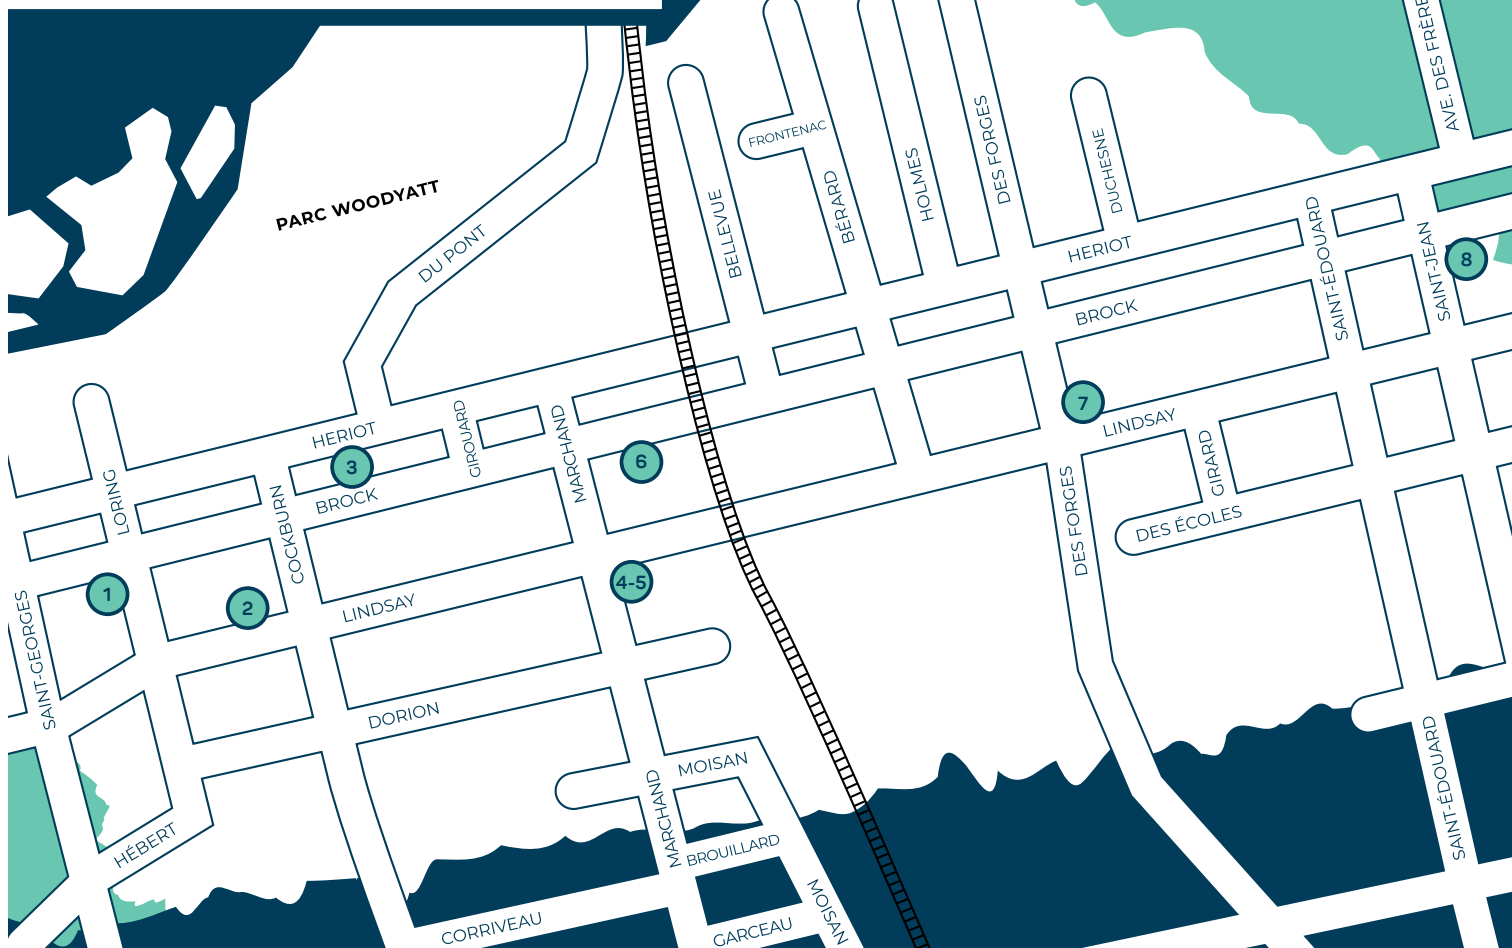 AVE. DES FRÈRE
FRONTENAC
DES FORGES
DUCHESNE
HOLMES
BÉRARD
BELLEVUE
PARC WOODYATT
DU PONT
HERIOT
SAINT-ÉDOUARD
SAINT-JEAN
8
BROCK
7
LINDSAY
GIRARD
DES ÉCOLES
DES FORGES
HERIOT
GIROUARD
MARCHAND
3
6
BROCK
LORING
COCKBURN
1
2
4-5
LINDSAY
SAINT-GEORGES
DORION
MOISAN
MARCHAND
SAINT-ÉDOUARD
HÉBERT
BROUILLARD
MOISAN
CORRIVEAU
GARCEAU